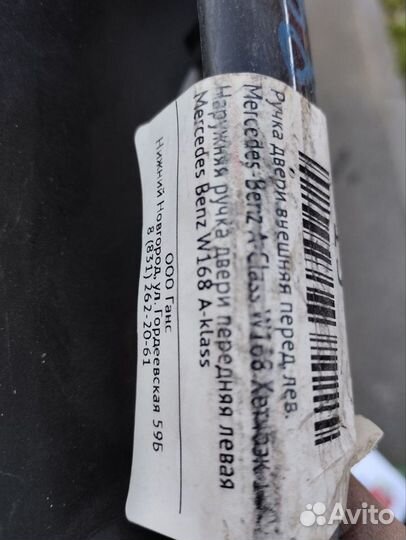 Ручка двери внешняя перед.лев.
Mercedes-Benz A-Class W168 Хетчбэк
Наружняя ручка двери передняя левая
Mercedes Benz W168 A-klass
ООО Ганс
Нижний Новгород, ул. Гордеевская 59Б
8 (831) 262-20-61
Avito